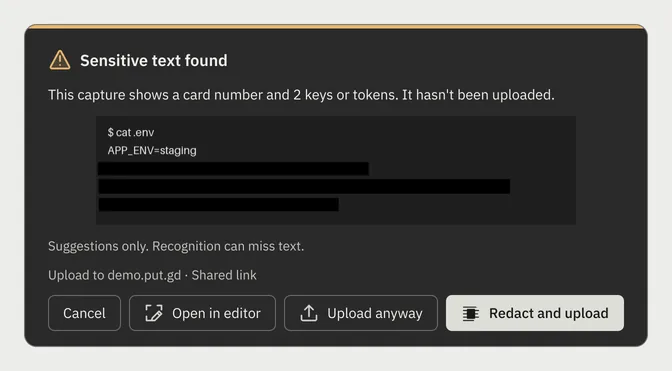 Sensitive text found
This capture shows a card number and 2 keys or tokens. It hasn't been uploaded.
$ cat .env
APP_ENV=staging
Suggestions only. Recognition can miss text.
Upload to demo.put.gd · Shared link
Cancel
Open in editor
Upload anyway
Redact and upload